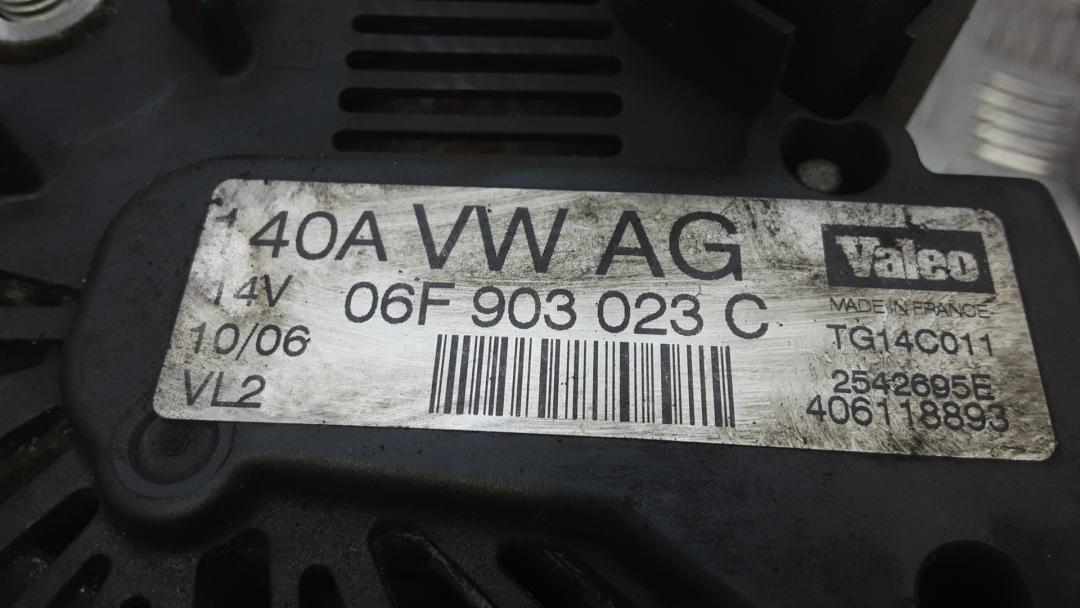 140A VW AG
14V 06F 903 023 C
10/06
VL2
Valeo
MADE IN FRANCE
TG14C011
2542695E
406118893